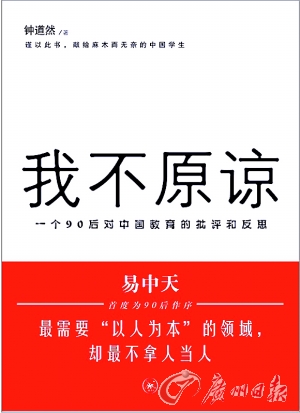 钟道然/著
谨以此书，献给麻木而无奈的中国学生
我不原谅
一个90后对中国教育的批评和反思
易中天
首度为90后作序
最需要“以人为本”的领域，
却最不拿人当人
广州日报